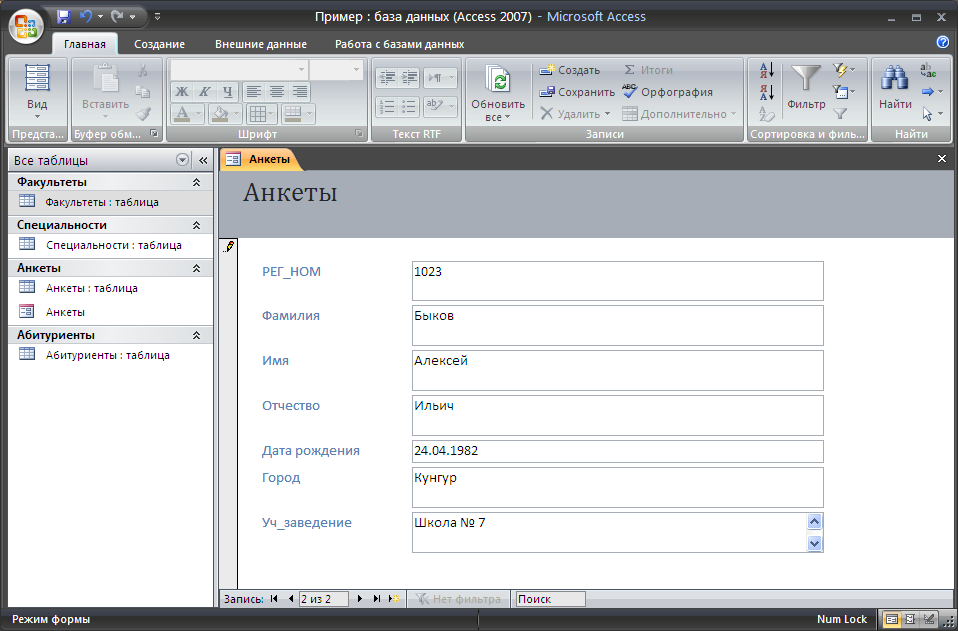 Пример : база данных (Access 2007) - Microsoft Access
Главная Создание Внешние данные Работа с базами данных
Вид
Предста...
Вставить
Буфер обм...
Ж К Ч
А
Шрифт
Текст RTF
Обновить все
Создать
Сохранить
Удалить
Итоги
Орфография
Дополнительно
Записи
Фильтр
Сортировка и филь...
Найти
Найти
Все таблицы
Факультеты
Факультеты : таблица
Специальности
Специальности : таблица
Анкеты
Анкеты : таблица
Анкеты
Абитуриенты
Абитуриенты : таблица
Анкеты
Анкеты
РЕГ_НОМ 1023
Фамилия Быков
Имя Алексей
Отчество Ильич
Дата рождения 24.04.1982
Город Кунгур
Уч_заведение Школа № 7
Запись: 2 из 2 Нет фильтра Поиск
Режим формы Num Lock